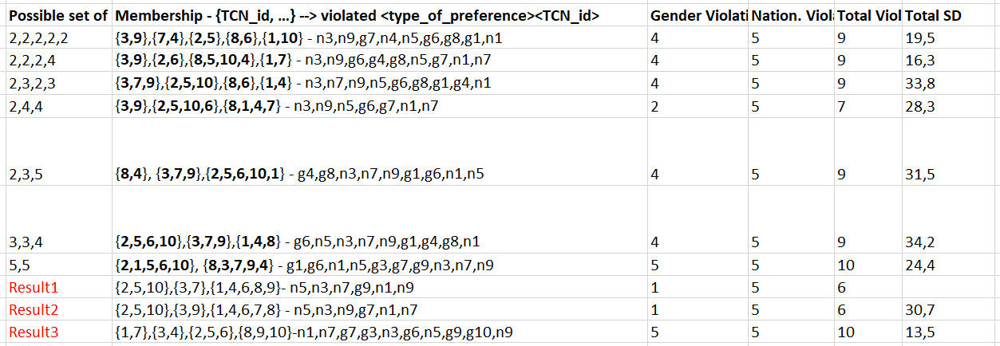 Possible set of Membership - {TCN_id, ...} --> violated <type_of_preference><TCN_id> Gender Violati Nation. Viol Total Viol Total SD
2,2,2,2,2 {3,9},{7,4},{2,5},{8,6},{1,10} - n3,n9,g7,n4,n5,g6,g8,g1,n1 4 5 9 19,5
2,2,2,4 {3,9},{2,6},{8,5,10,4},{1,7} - n3,n9,g6,g4,g8,n5,g7,n1,n7 4 5 9 16,3
2,3,2,3 {3,7,9},{2,5,10},{8,6},{1,4} - n3,n7,n9,n5,g6,g8,g1,g4,n1 4 5 9 33,8
2,4,4 {3,9},{2,5,10,6},{8,1,4,7} - n3,n9,n5,g6,g7,n1,n7 2 5 7 28,3
2,3,5 {8,4}, {3,7,9},{2,5,6,10,1} - g4,g8,n3,n7,n9,g1,g6,n1,n5 4 5 9 31,5
3,3,4 {2,5,6,10},{3,7,9},{1,4,8} - g6,n5,n3,n7,n9,g1,g4,g8,n1 4 5 9 34,2
5,5 {2,1,5,6,10}, {8,3,7,9,4} - g1,g6,n1,n5,g3,g7,g9,n3,n7,n9 5 5 10 24,4
Result1 {2,5,10},{3,7},{1,4,6,8,9}- n5,n3,n7,g9,n1,n9 1 5 6
Result2 {2,5,10},{3,9},{1,4,6,7,8} - n5,n3,n9,g7,n1,n7 1 5 6 30,7
Result3 {1,7},{3,4},{2,5,6},{8,9,10}-n1,n7,g7,g3,n3,g6,n5,g9,g10,n9 5 5 10 13,5